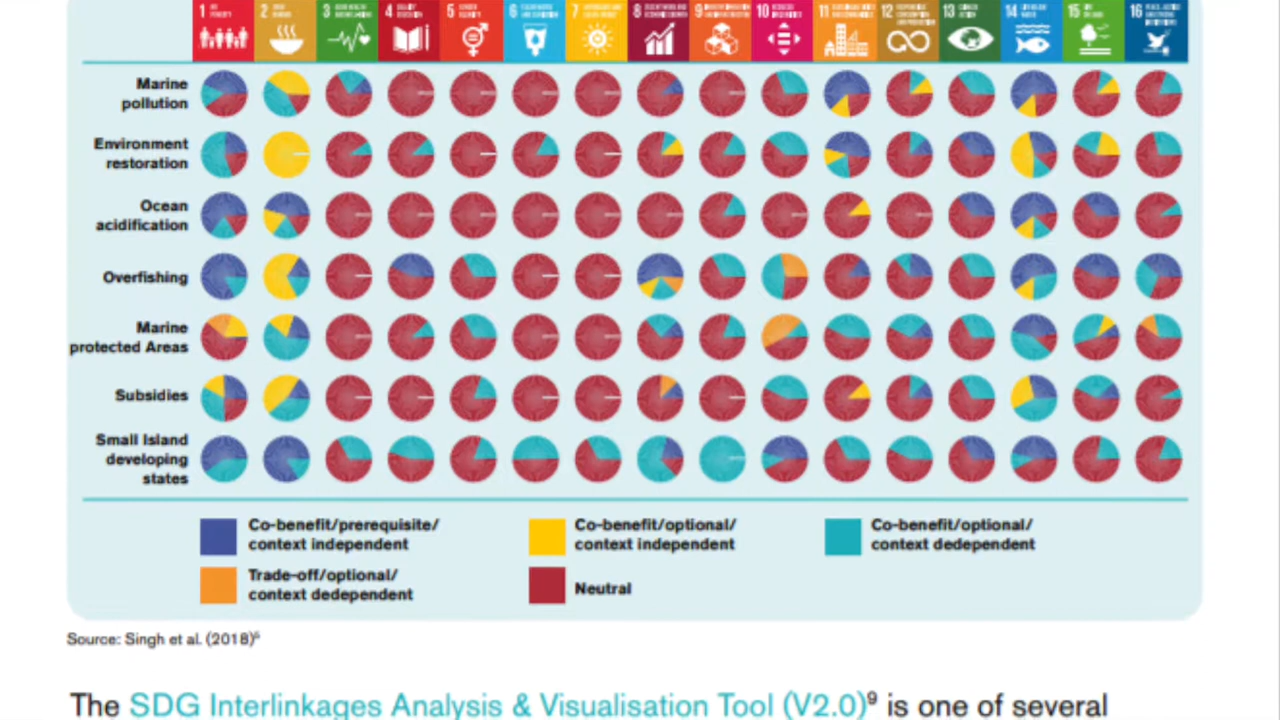 1 2 3 4 5 6 7 8 9 10 11 12 13 14 15 16
Marine
pollution
Environment
restoration
Ocean
acidification
Overfishing
Marine
protected Areas
Subsidies
Small Island
developing
states
Co-benefit/prerequisite/
context independent
Co-benefit/optional/
context independent
Co-benefit/optional/
context dedependent
Trade-off/optional/
context dedependent
Neutral
Source: Singh et al. (2018)⁶
The SDG Interlinkages Analysis & Visualisation Tool (V2.0)⁹ is one of several